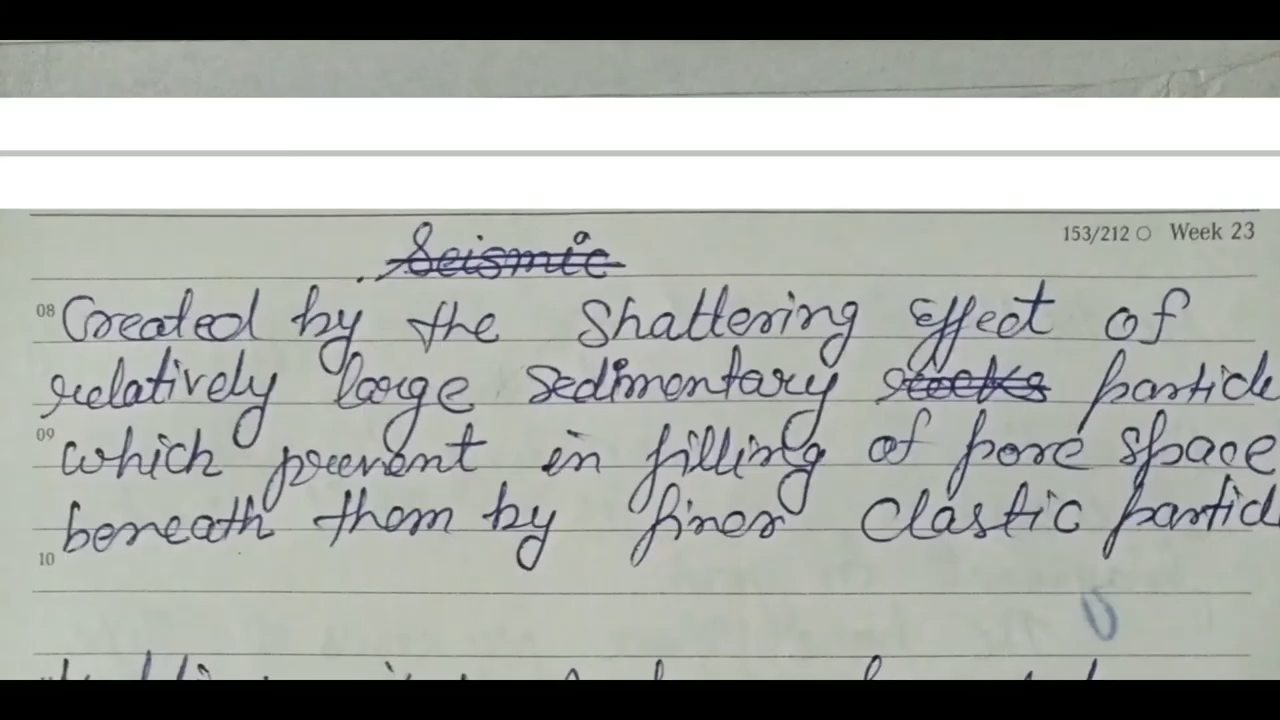 153/212 Week 23
Seismic
08
Created by the Shattering effect of
relatively large sedimentary rocks particle
09
which prevent in filling of pore space
beneath them by finer clastic particl
10